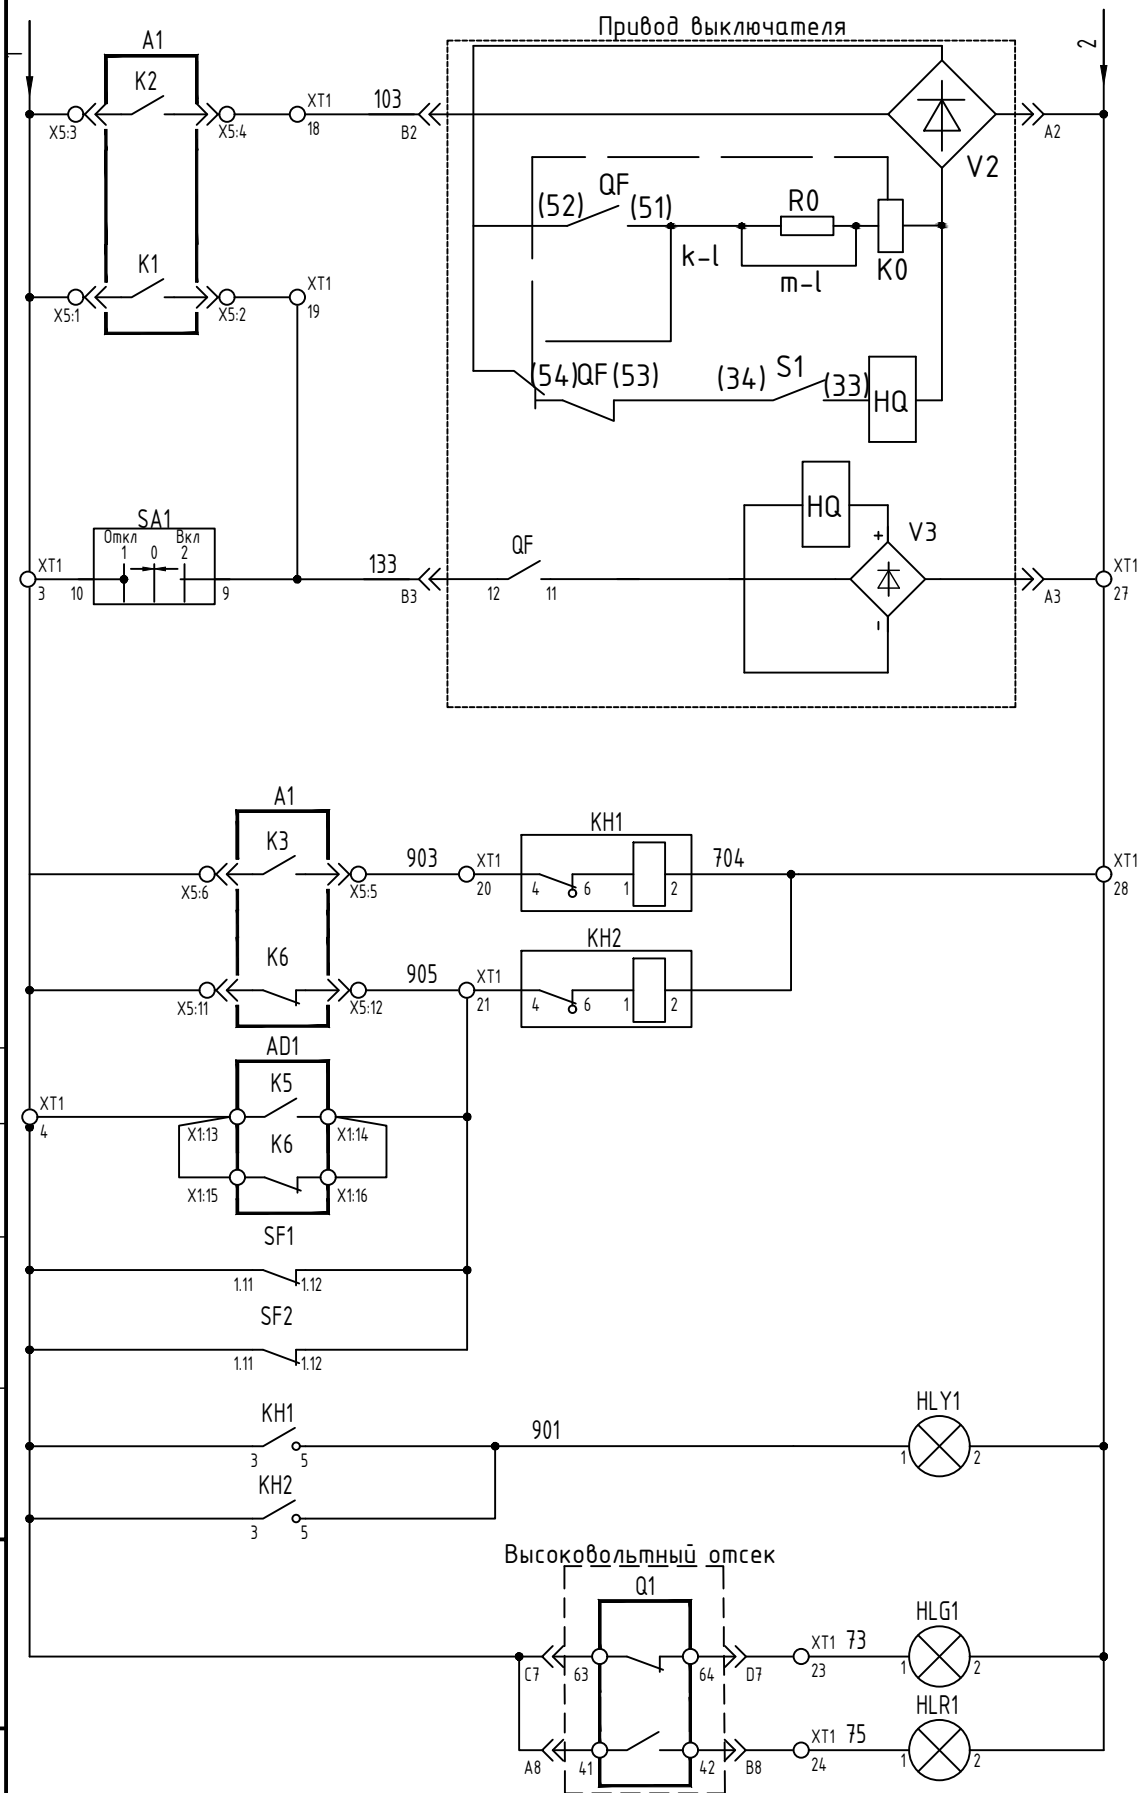 Привод выключателя
2
A1
K2
X5:3
X5:4
XT1
18
103
B2
A2
V2
QF
(52)
(51)
R0
k-l
m-l
K0
K1
X5:1
X5:2
XT1
19
(54)
QF
(53)
(34)
S1
(33)
HQ
HQ
V3
+
-
SA1
Откл
Вкл
1
0
2
XT1
3
10
9
133
B3
QF
12
11
A3
XT1
27
A1
K3
X5:6
X5:5
903
XT1
20
KH1
4
6
1
2
704
XT1
28
K6
X5:11
X5:12
905
XT1
21
KH2
4
6
1
2
AD1
K5
XT1
4
X1:13
X1:14
K6
X1:15
X1:16
SF1
1.11
1.12
SF2
1.11
1.12
KH1
3
5
901
HLY1
1
2
KH2
3
5
Высоковольтный отсек
Q1
C7
63
64
D7
XT1
73
23
HLG1
1
2
A8
41
42
B8
XT1
75
24
HLR1
1
2